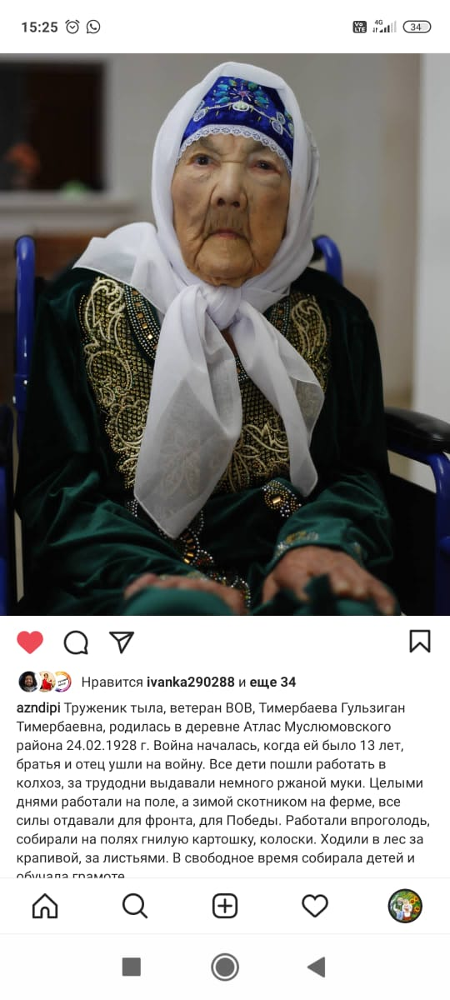 15:25
Vo LTE
4G
34
Нравится ivanka290288 и еще 34
azndipi Труженик тыла, ветеран ВОВ, Тимербаева Гульзиган
Тимербаевна, родилась в деревне Атлас Муслюмовского
района 24.02.1928 г. Война началась, когда ей было 13 лет,
братья и отец ушли на войну. Все дети пошли работать в
колхоз, за трудодни выдавали немного ржаной муки. Целыми
днями работали на поле, а зимой скотником на ферме, все
силы отдавали для фронта, для Победы. Работали впроголодь,
собирали на полях гнилую картошку, колоски. Ходили в лес за
крапивой, за листьями. В свободное время собирала детей и
обучала грамоте